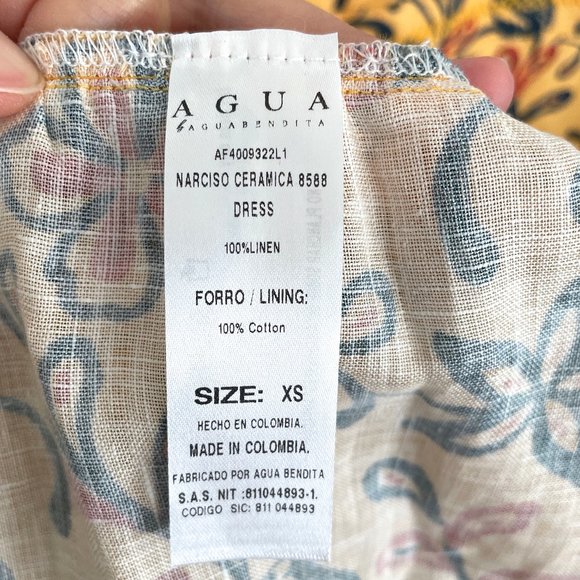 AGUA
AGUABENDITA
AF4009322L1
NARCISO CERAMICA 8588
DRESS
100%LINEN
FORRO / LINING:
100% Cotton
SIZE: XS
HECHO EN COLOMBIA.
MADE IN COLOMBIA.
FABRICADO POR AGUA BENDITA
S.A.S. NIT :811044893-1.
CODIGO SIC: 811 044893